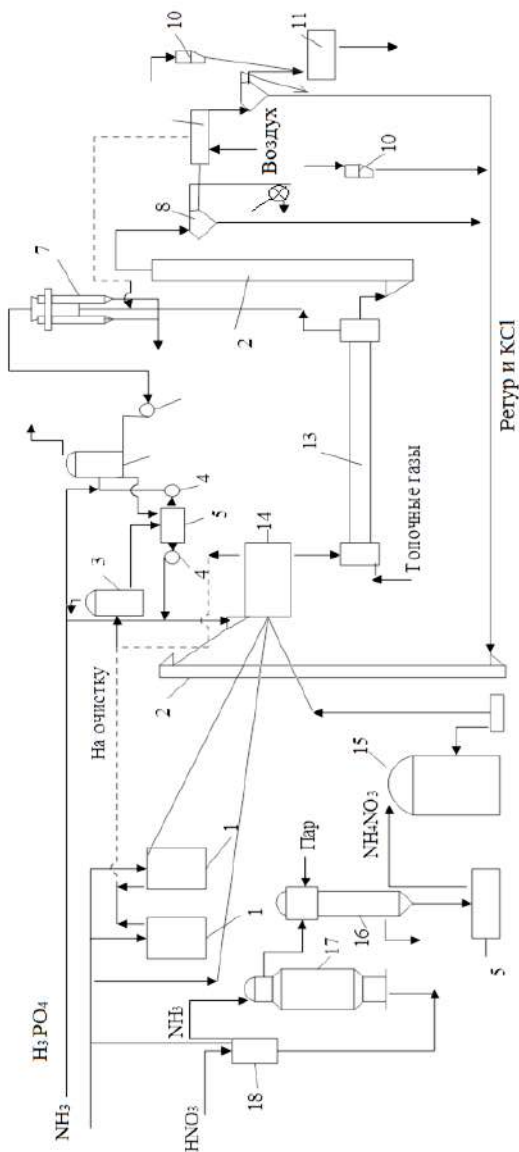 H₃PO₄
NH₃
HNO₃
18
NH₃
17
16
Пар
5
NH₄NO₃
15
1
1
На очистку
2
3
4
5
4
14
Топочные газы
13
2
7
8
Воздух
10
10
11
Ретур и KCl